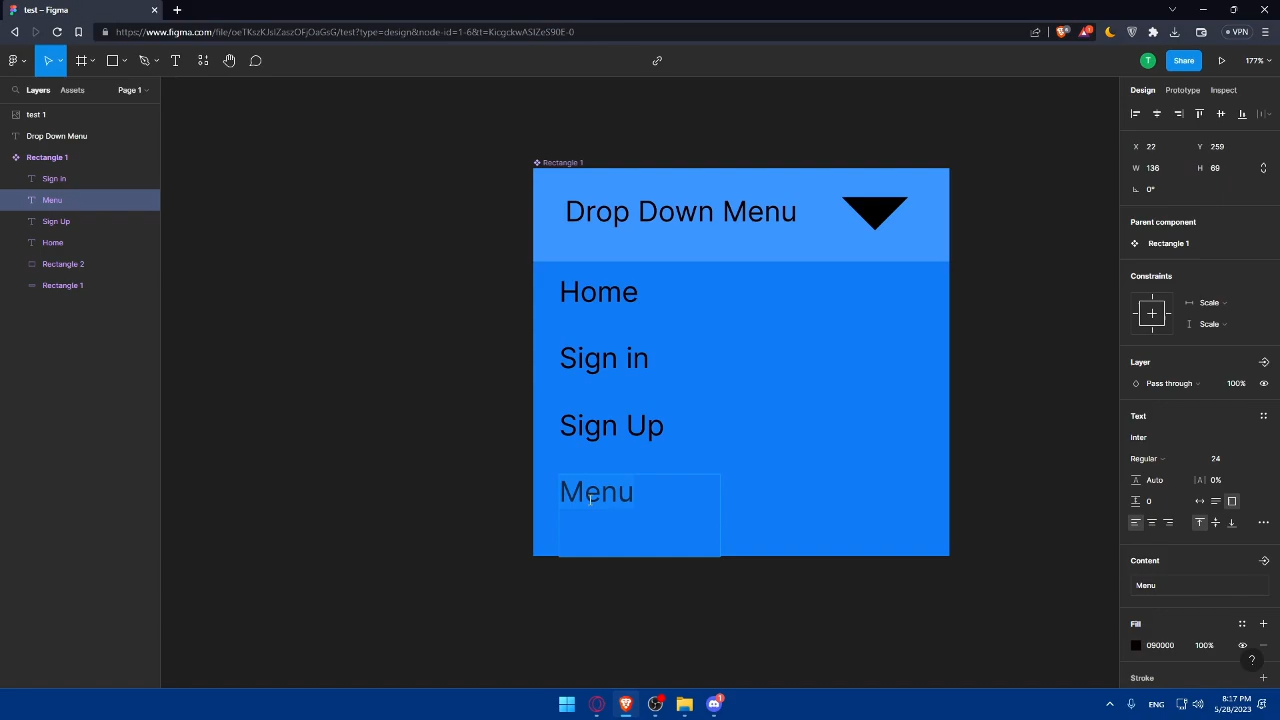 test – Figma
https://www.figma.com/file/oeTKszKJsIZaszOFjOaGsG/test?type=design&node-id=1-6&t=KicgckwASIZeS90E-0
VPN
T
Share
177%
Layers
Assets
Page 1
Design
Prototype
Inspect
test 1
Drop Down Menu
Rectangle 1
Sign in
Menu
Sign Up
Home
Rectangle 2
Rectangle 1
Rectangle 1
Drop Down Menu
Home
Sign in
Sign Up
Menu
X 22
Y 259
W 136
H 69
0°
Parent component
Rectangle 1
Constraints
Scale
Scale
Layer
Pass through
100%
Text
Inter
Regular
24
Auto
|A| 0%
0
Content
Menu
Fill
090000
100%
?
Stroke
ENG
8:17 PM
5/28/2023